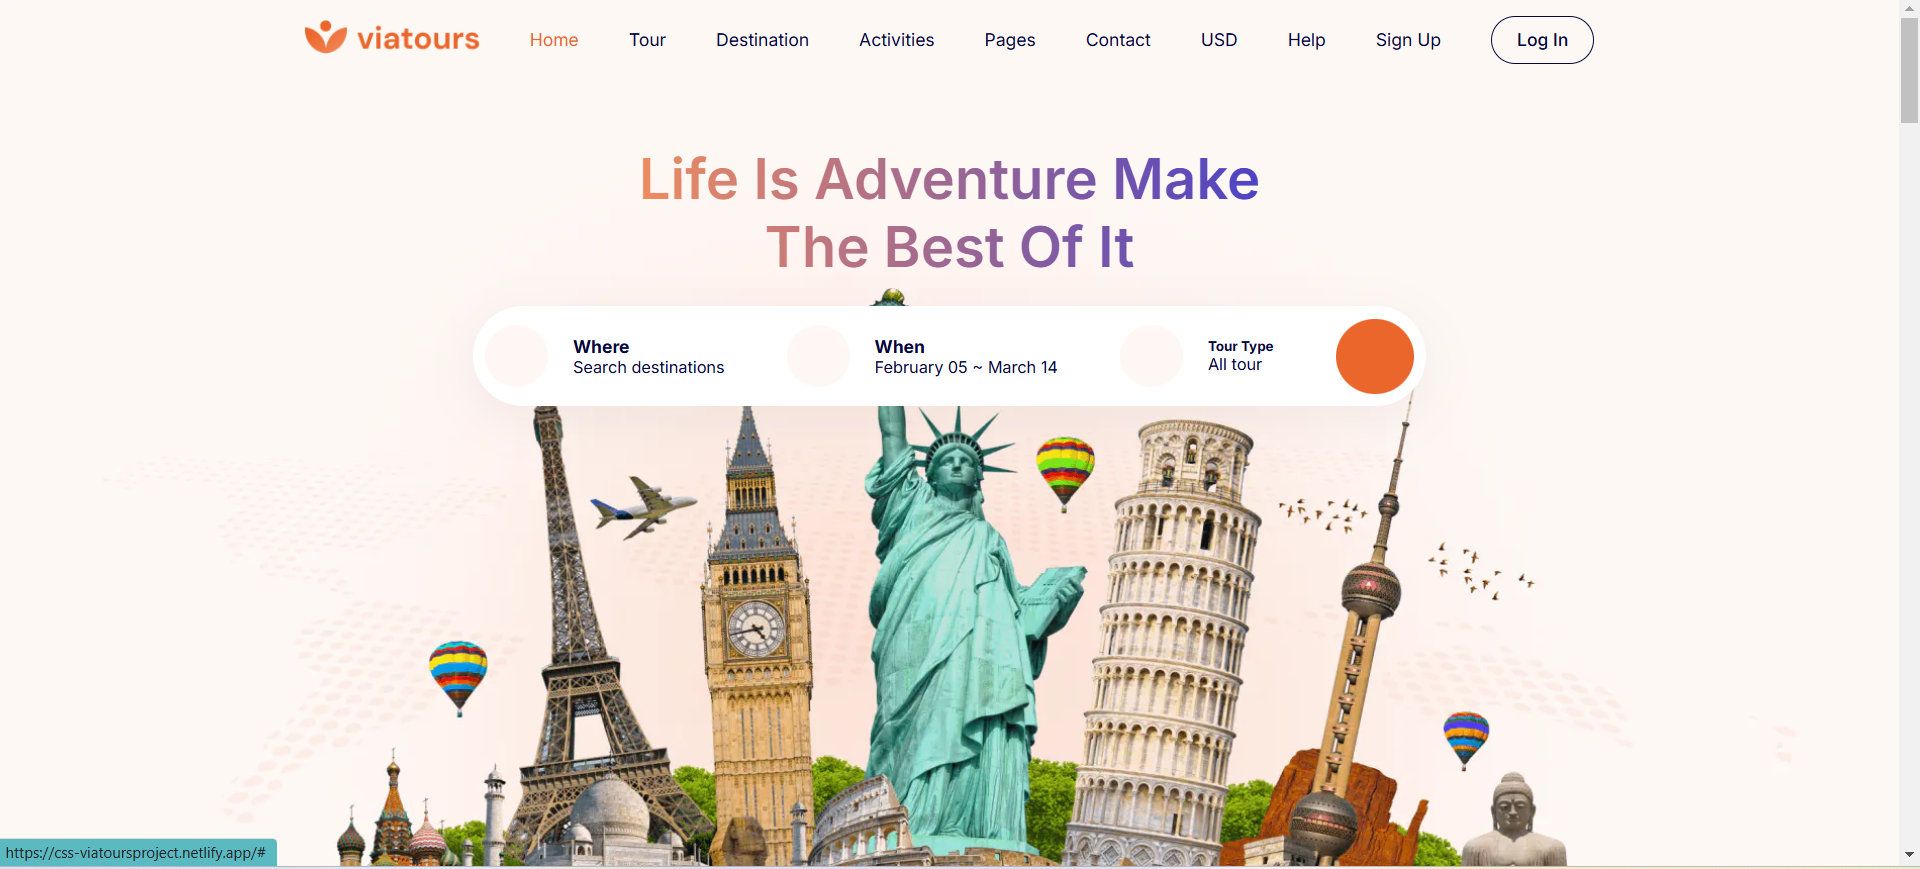 viatours
Home
Tour
Destination
Activities
Pages
Contact
USD
Help
Sign Up
Log In
Life Is Adventure Make
The Best Of It
Where
Search destinations
When
February 05 ~ March 14
Tour Type
All tour
https://css-viatoursproject.netlify.app/#